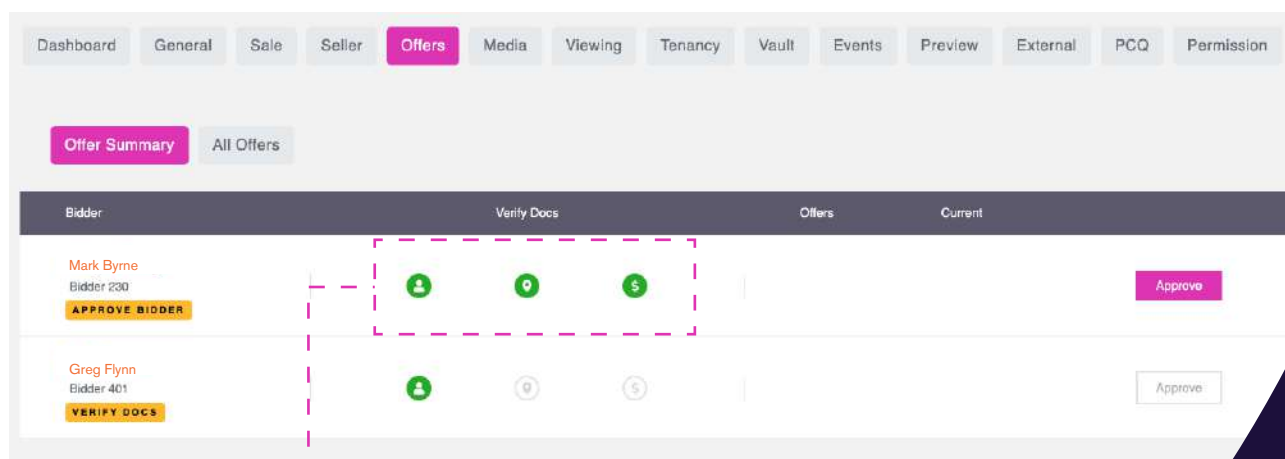 Dashboard General Sale Seller Offers Media Viewing Tenancy Vault Events Preview External PCQ Permission
Offer Summary All Offers
Bidder Verify Docs Offers Current
Mark Byrne
Bidder 230
APPROVE BIDDER
$
Approve
Greg Flynn
Bidder 401
VERIFY DOCS
$
Approve